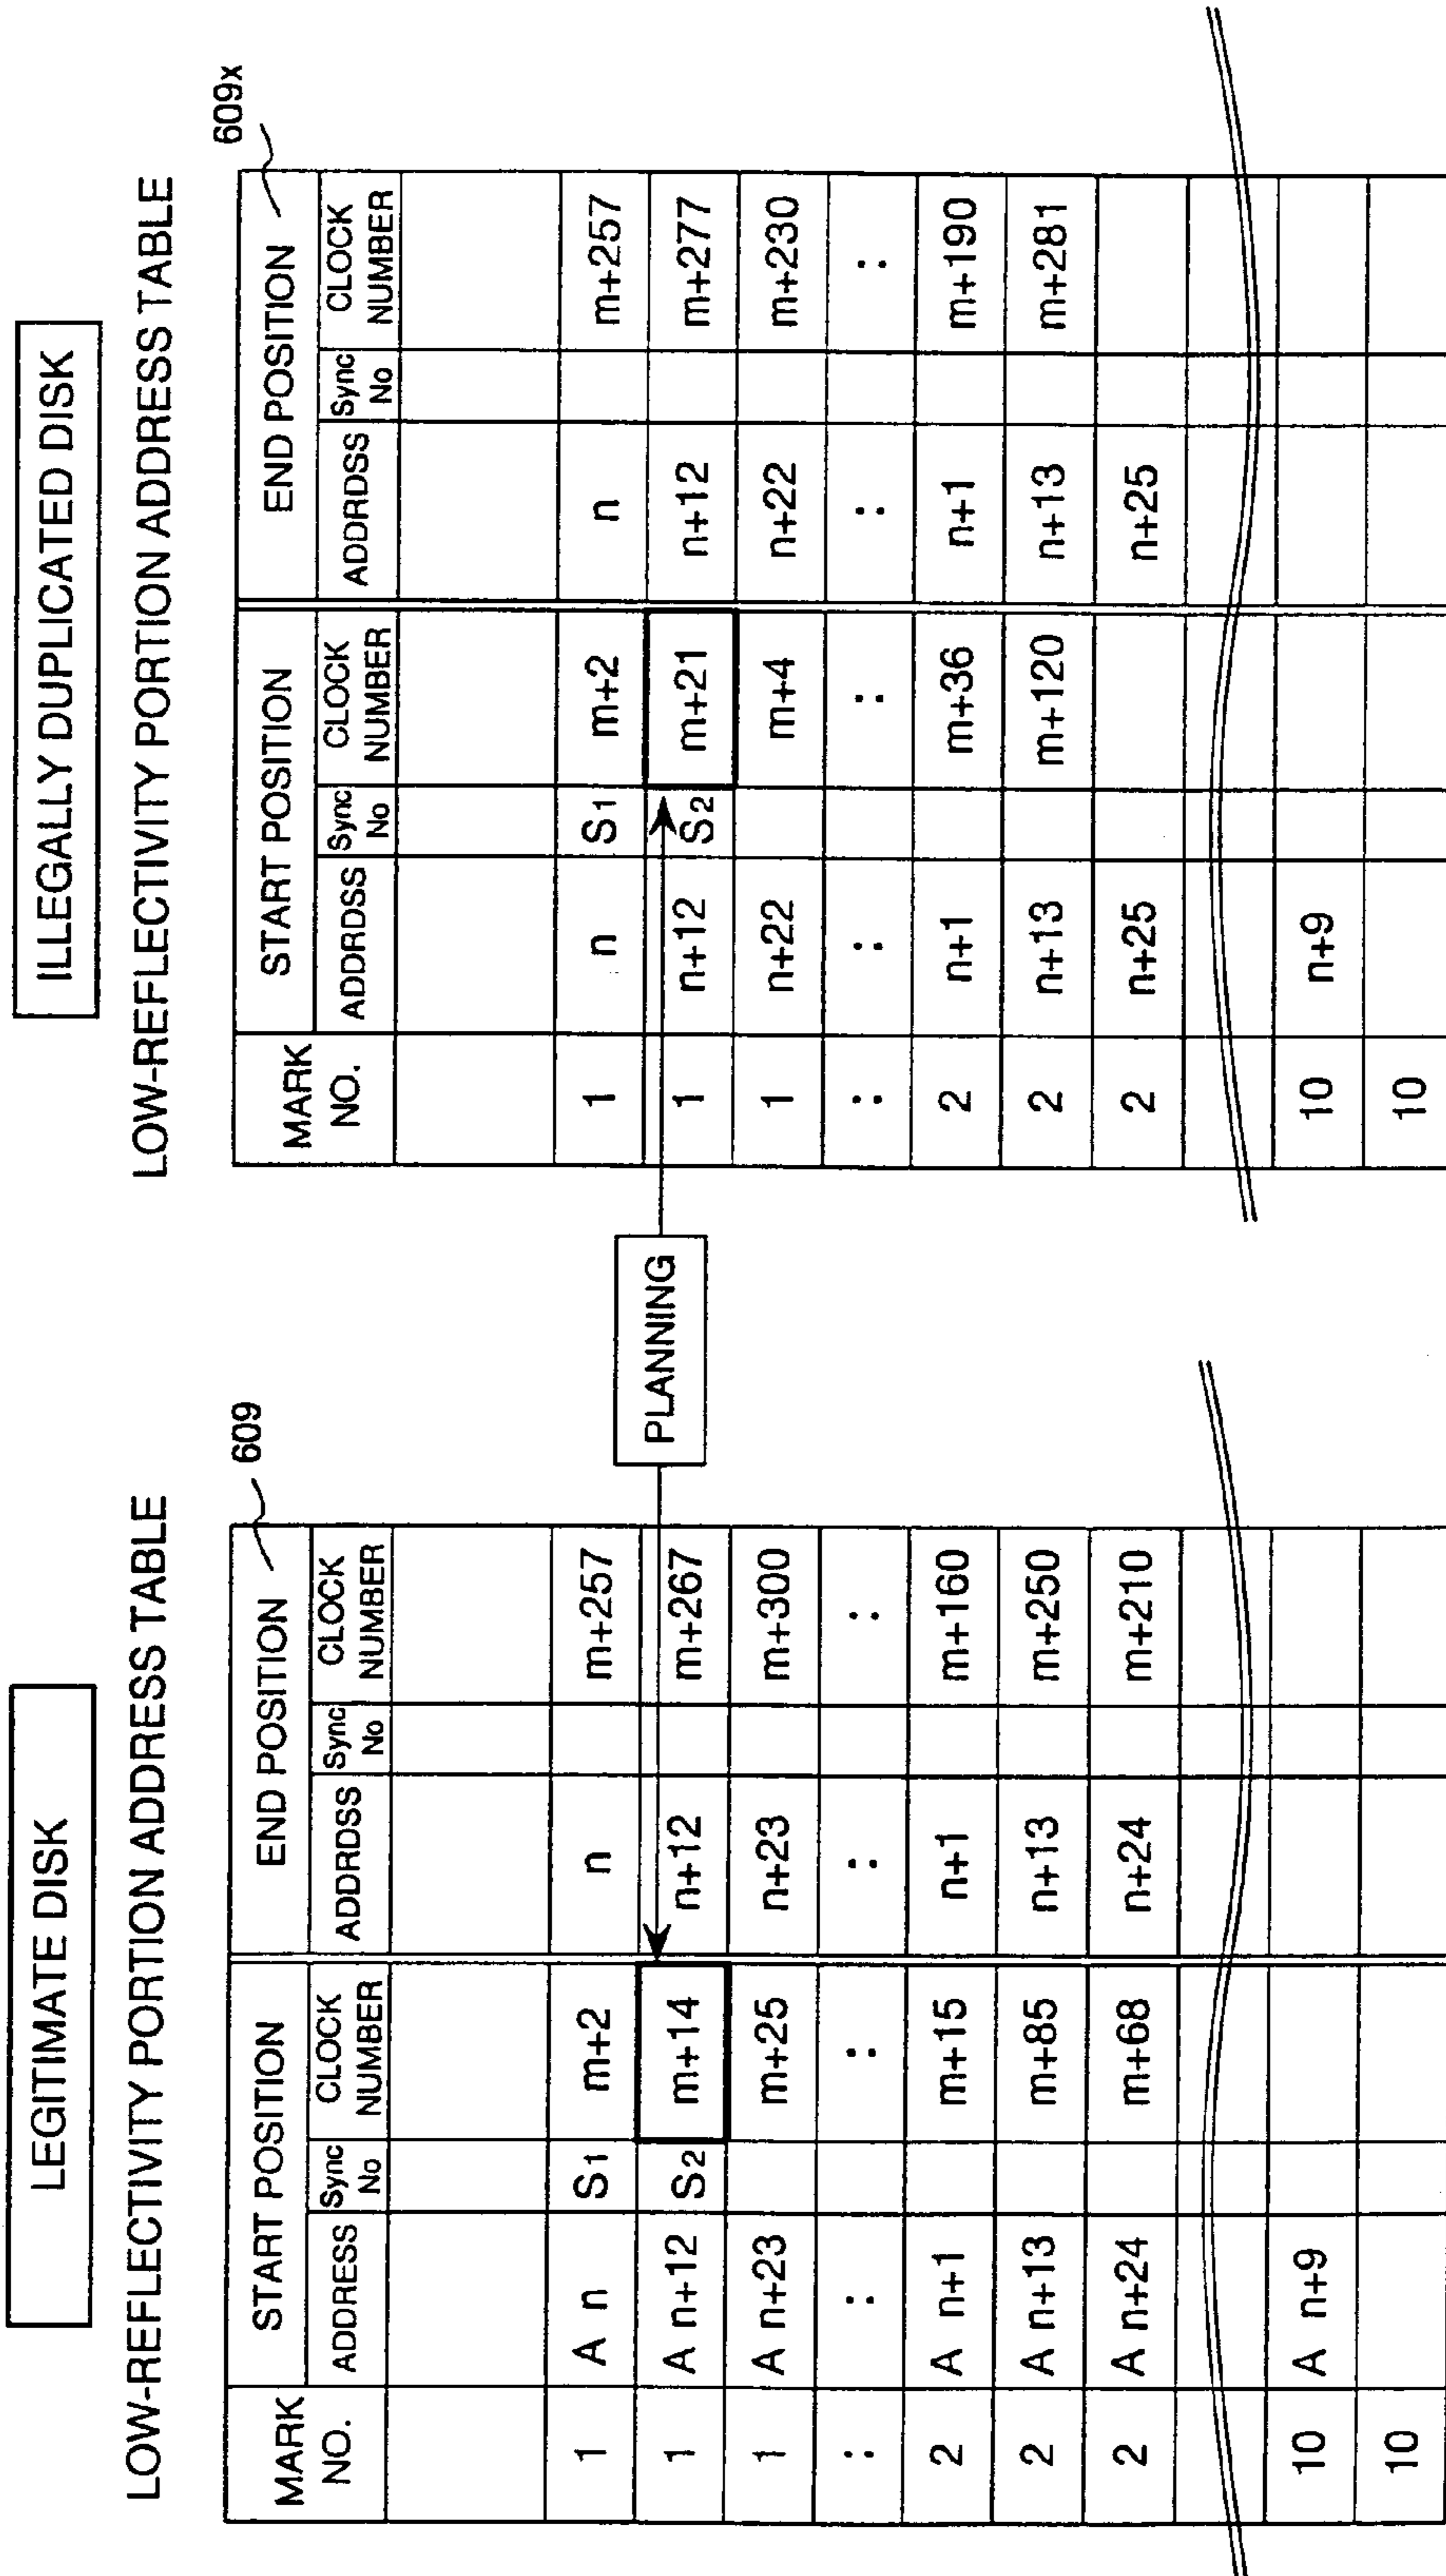 LEGITIMATE DISK
LOW-REFLECTIVITY PORTION ADDRESS TABLE
609
MARK NO. START POSITION END POSITION
ADDRESS Sync No CLOCK NUMBER ADDRDSS Sync No CLOCK NUMBER
1 A n S1 m+2 n m+257
1 A n+12 S2 m+14 n+12 m+267
1 A n+23 m+25 n+23 m+300
: : : : :
2 A n+1 m+15 n+1 m+160
2 A n+13 m+85 n+13 m+250
2 A n+24 m+68 n+24 m+210
10 A n+9
10
PLANNING
ILLEGALLY DUPLICATED DISK
LOW-REFLECTIVITY PORTION ADDRESS TABLE
609x
MARK NO. START POSITION END POSITION
ADDRDSS Sync No CLOCK NUMBER ADDRDSS Sync No CLOCK NUMBER
1 n S1 m+2 n m+257
1 n+12 S2 m+21 n+12 m+277
1 n+22 m+4 n+22 m+230
: : : : :
2 n+1 m+36 n+1 m+190
2 n+13 m+120 n+13 m+281
2 n+25 n+25
10 n+9
10